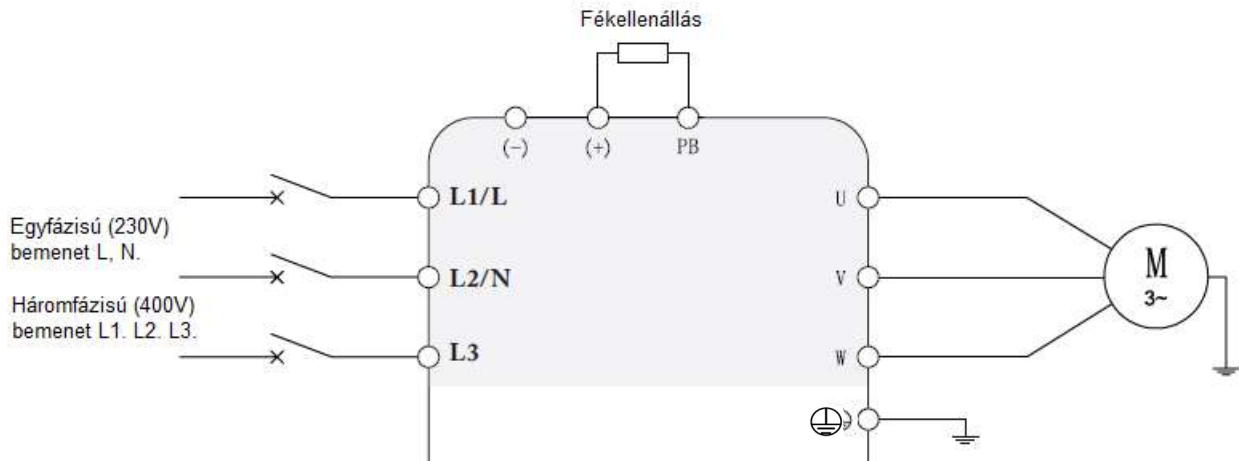 Fékellenállás
(-)
(+)
PB
L1/L
U
Egyfázisú (230V)
bemenet L, N.
L2/N
V
M
3~
Háromfázisú (400V)
bemenet L1. L2. L3.
L3
W